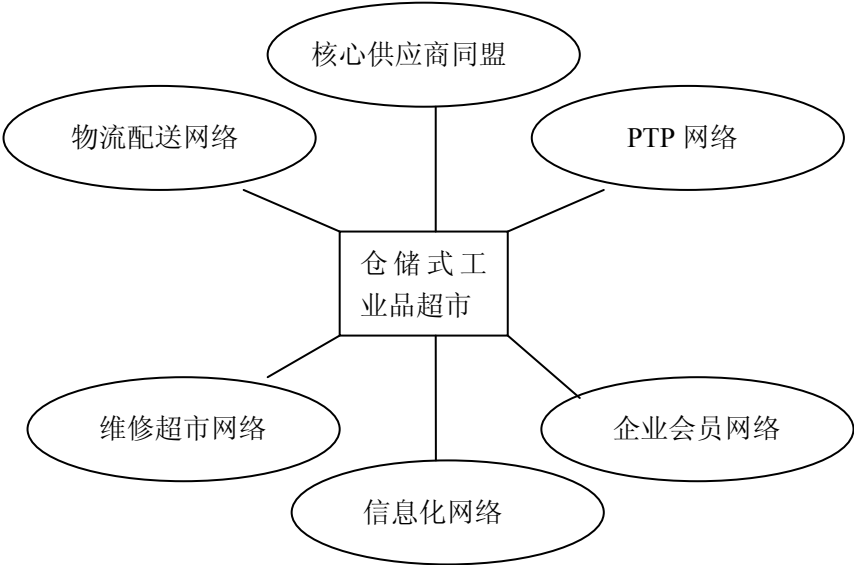 核心供应商同盟
物流配送网络
PTP 网络
仓储式工
业品超市
维修超市网络
企业会员网络
信息化网络